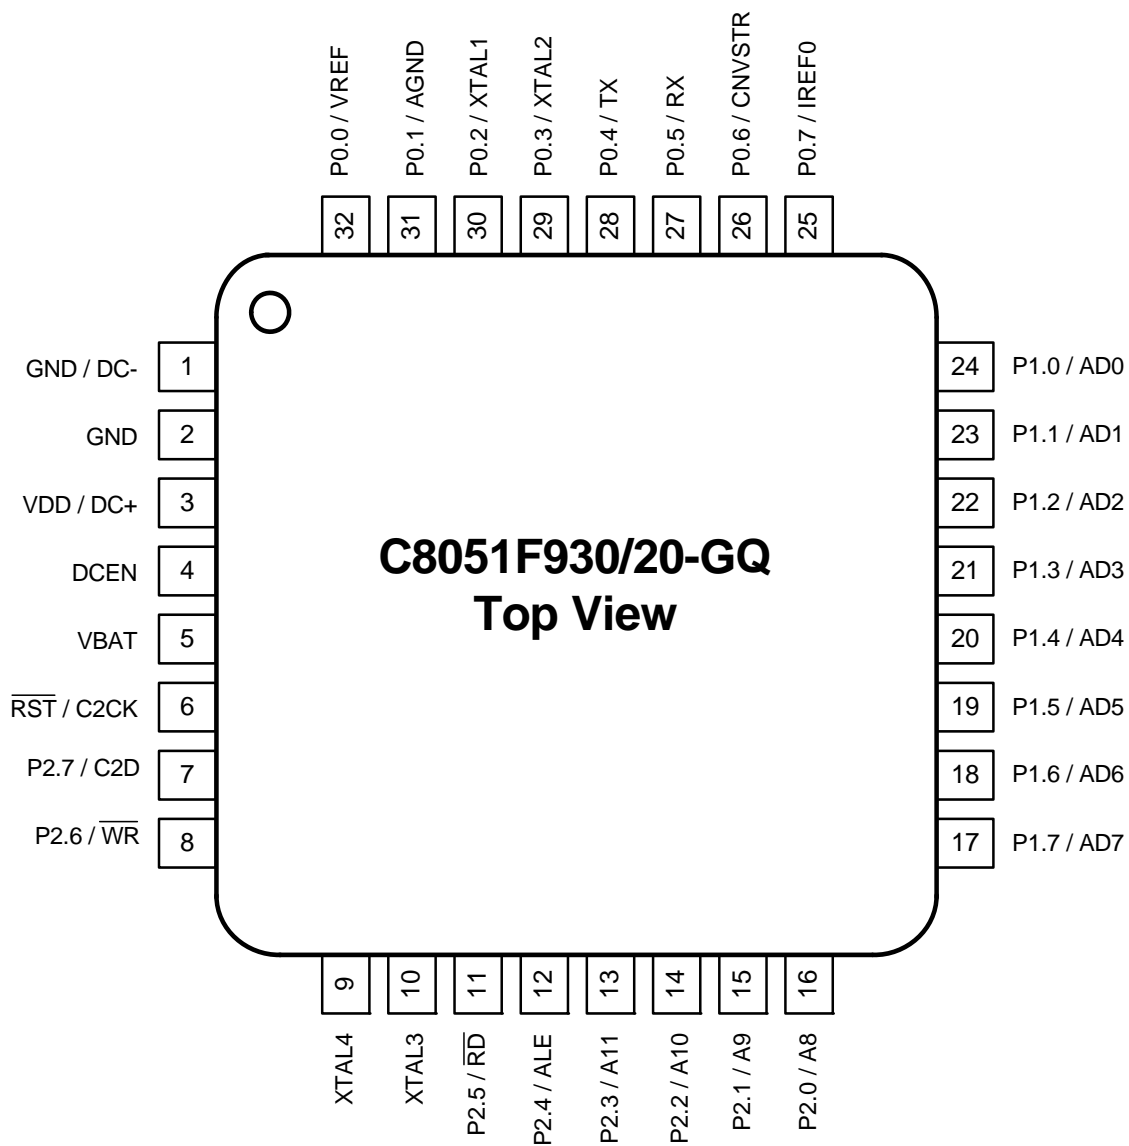 P0.0 / VREF
P0.1 / AGND
P0.2 / XTAL1
P0.3 / XTAL2
P0.4 / TX
P0.5 / RX
P0.6 / CNVSTR
P0.7 / IREF0
32
31
30
29
28
27
26
25
GND / DC- 1
GND 2
VDD / DC+ 3
DCEN 4
VBAT 5
R̅S̅T̅ / C2CK 6
P2.7 / C2D 7
P2.6 / W̅R̅ 8
C8051F930/20-GQ
Top View
24 P1.0 / AD0
23 P1.1 / AD1
22 P1.2 / AD2
21 P1.3 / AD3
20 P1.4 / AD4
19 P1.5 / AD5
18 P1.6 / AD6
17 P1.7 / AD7
9
10
11
12
13
14
15
16
XTAL4
XTAL3
P2.5 / R̅D̅
P2.4 / ALE
P2.3 / A11
P2.2 / A10
P2.1 / A9
P2.0 / A8